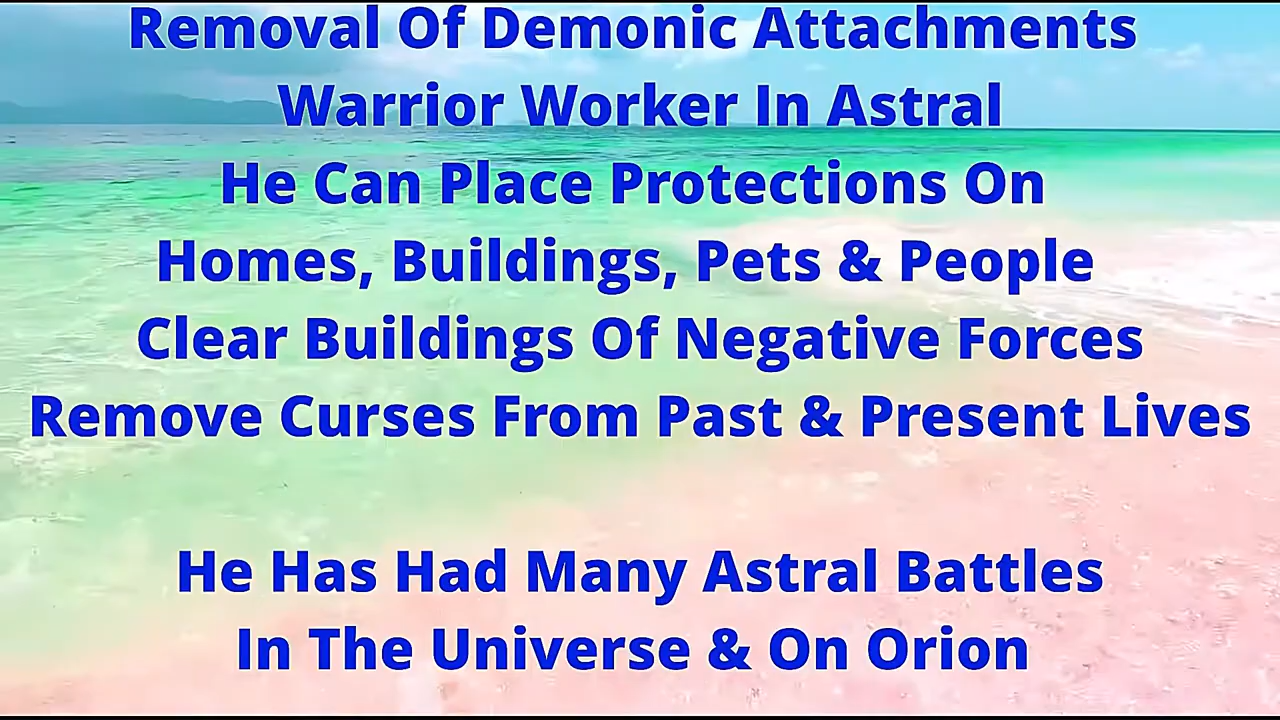 Removal Of Demonic Attachments
Warrior Worker In Astral
He Can Place Protections On
Homes, Buildings, Pets & People
Clear Buildings Of Negative Forces
Remove Curses From Past & Present Lives
He Has Had Many Astral Battles
In The Universe & On Orion